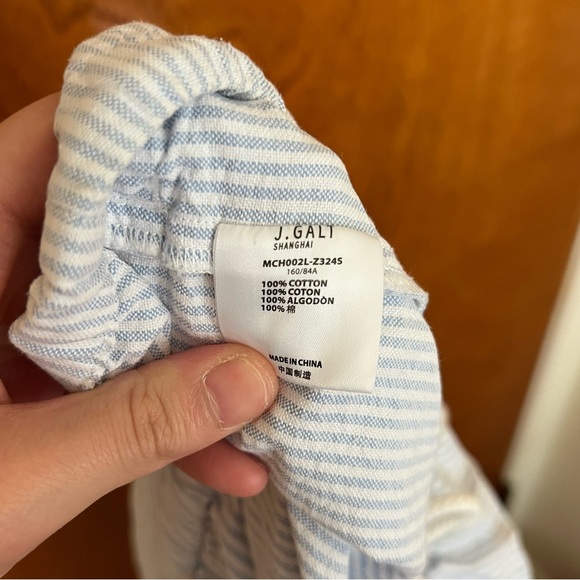 J.GALT
SHANGHAI
MCH002L-Z324S
160/84A
100% COTTON
100% COTON
100% ALGODÓN
100% 棉
MADE IN CHINA
中国制造